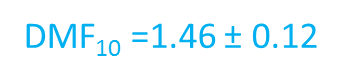 DMF₁₀ =1.46 ± 0.12